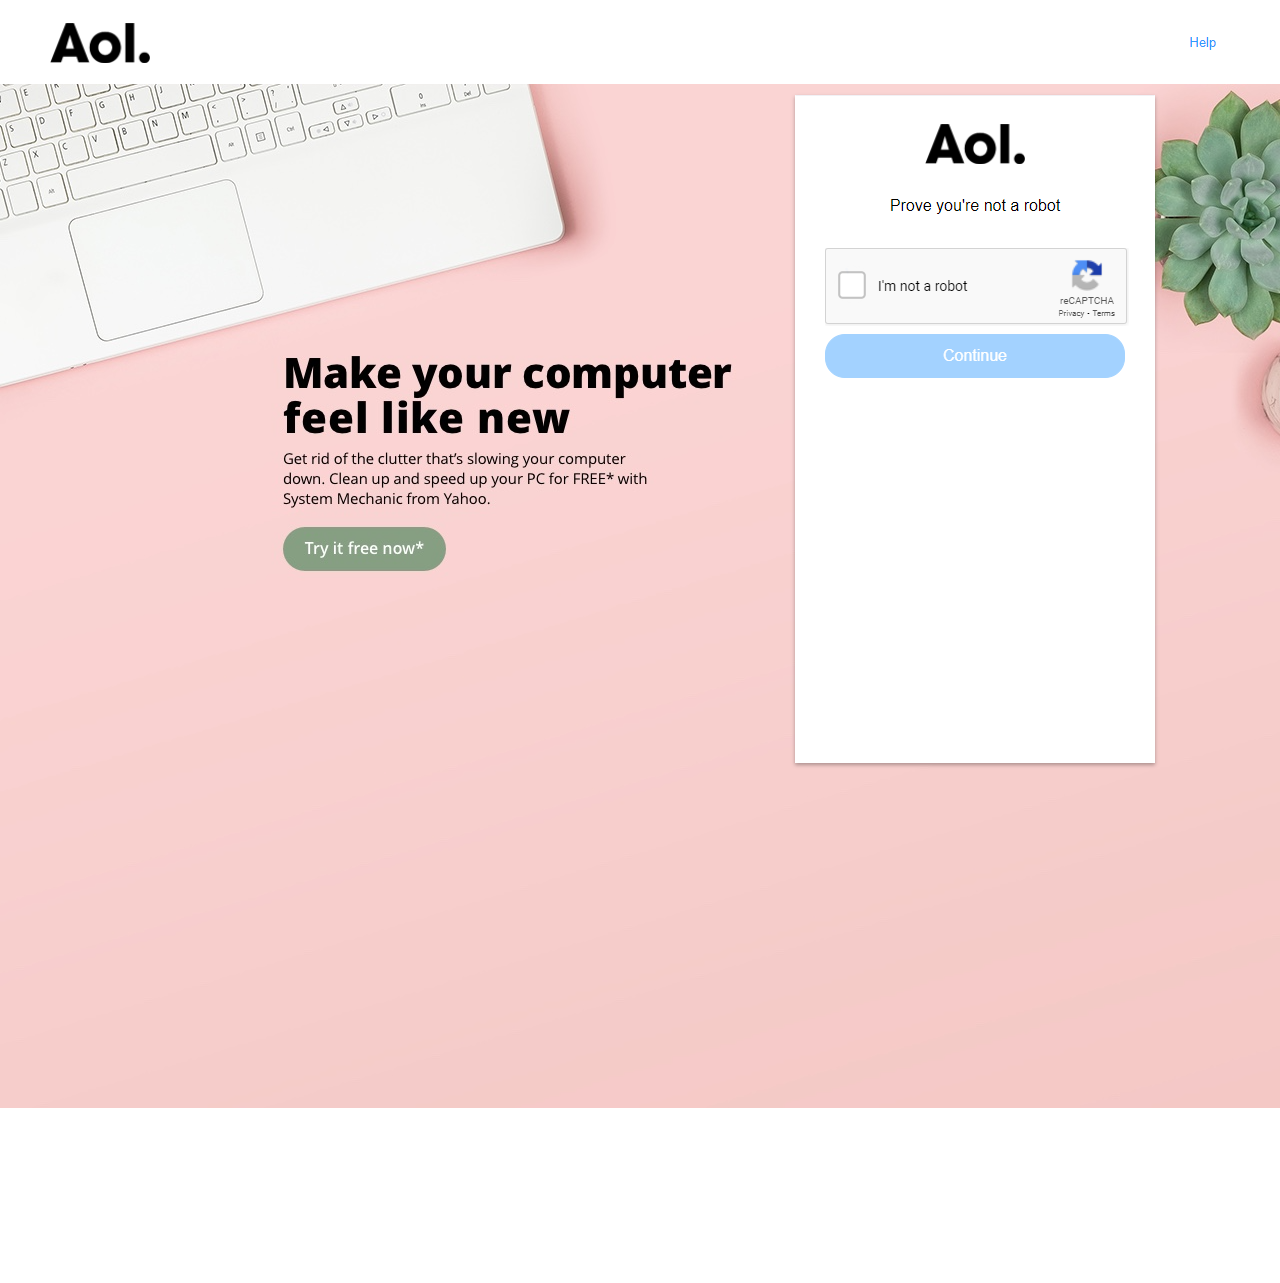 Aol.
Help
Aol.
Prove you're not a robot
I'm not a robot
reCAPTCHA
Privacy - Terms
Continue
Make your computer
feel like new
Get rid of the clutter that’s slowing your computer
down. Clean up and speed up your PC for FREE* with
System Mechanic from Yahoo.
Try it free now*